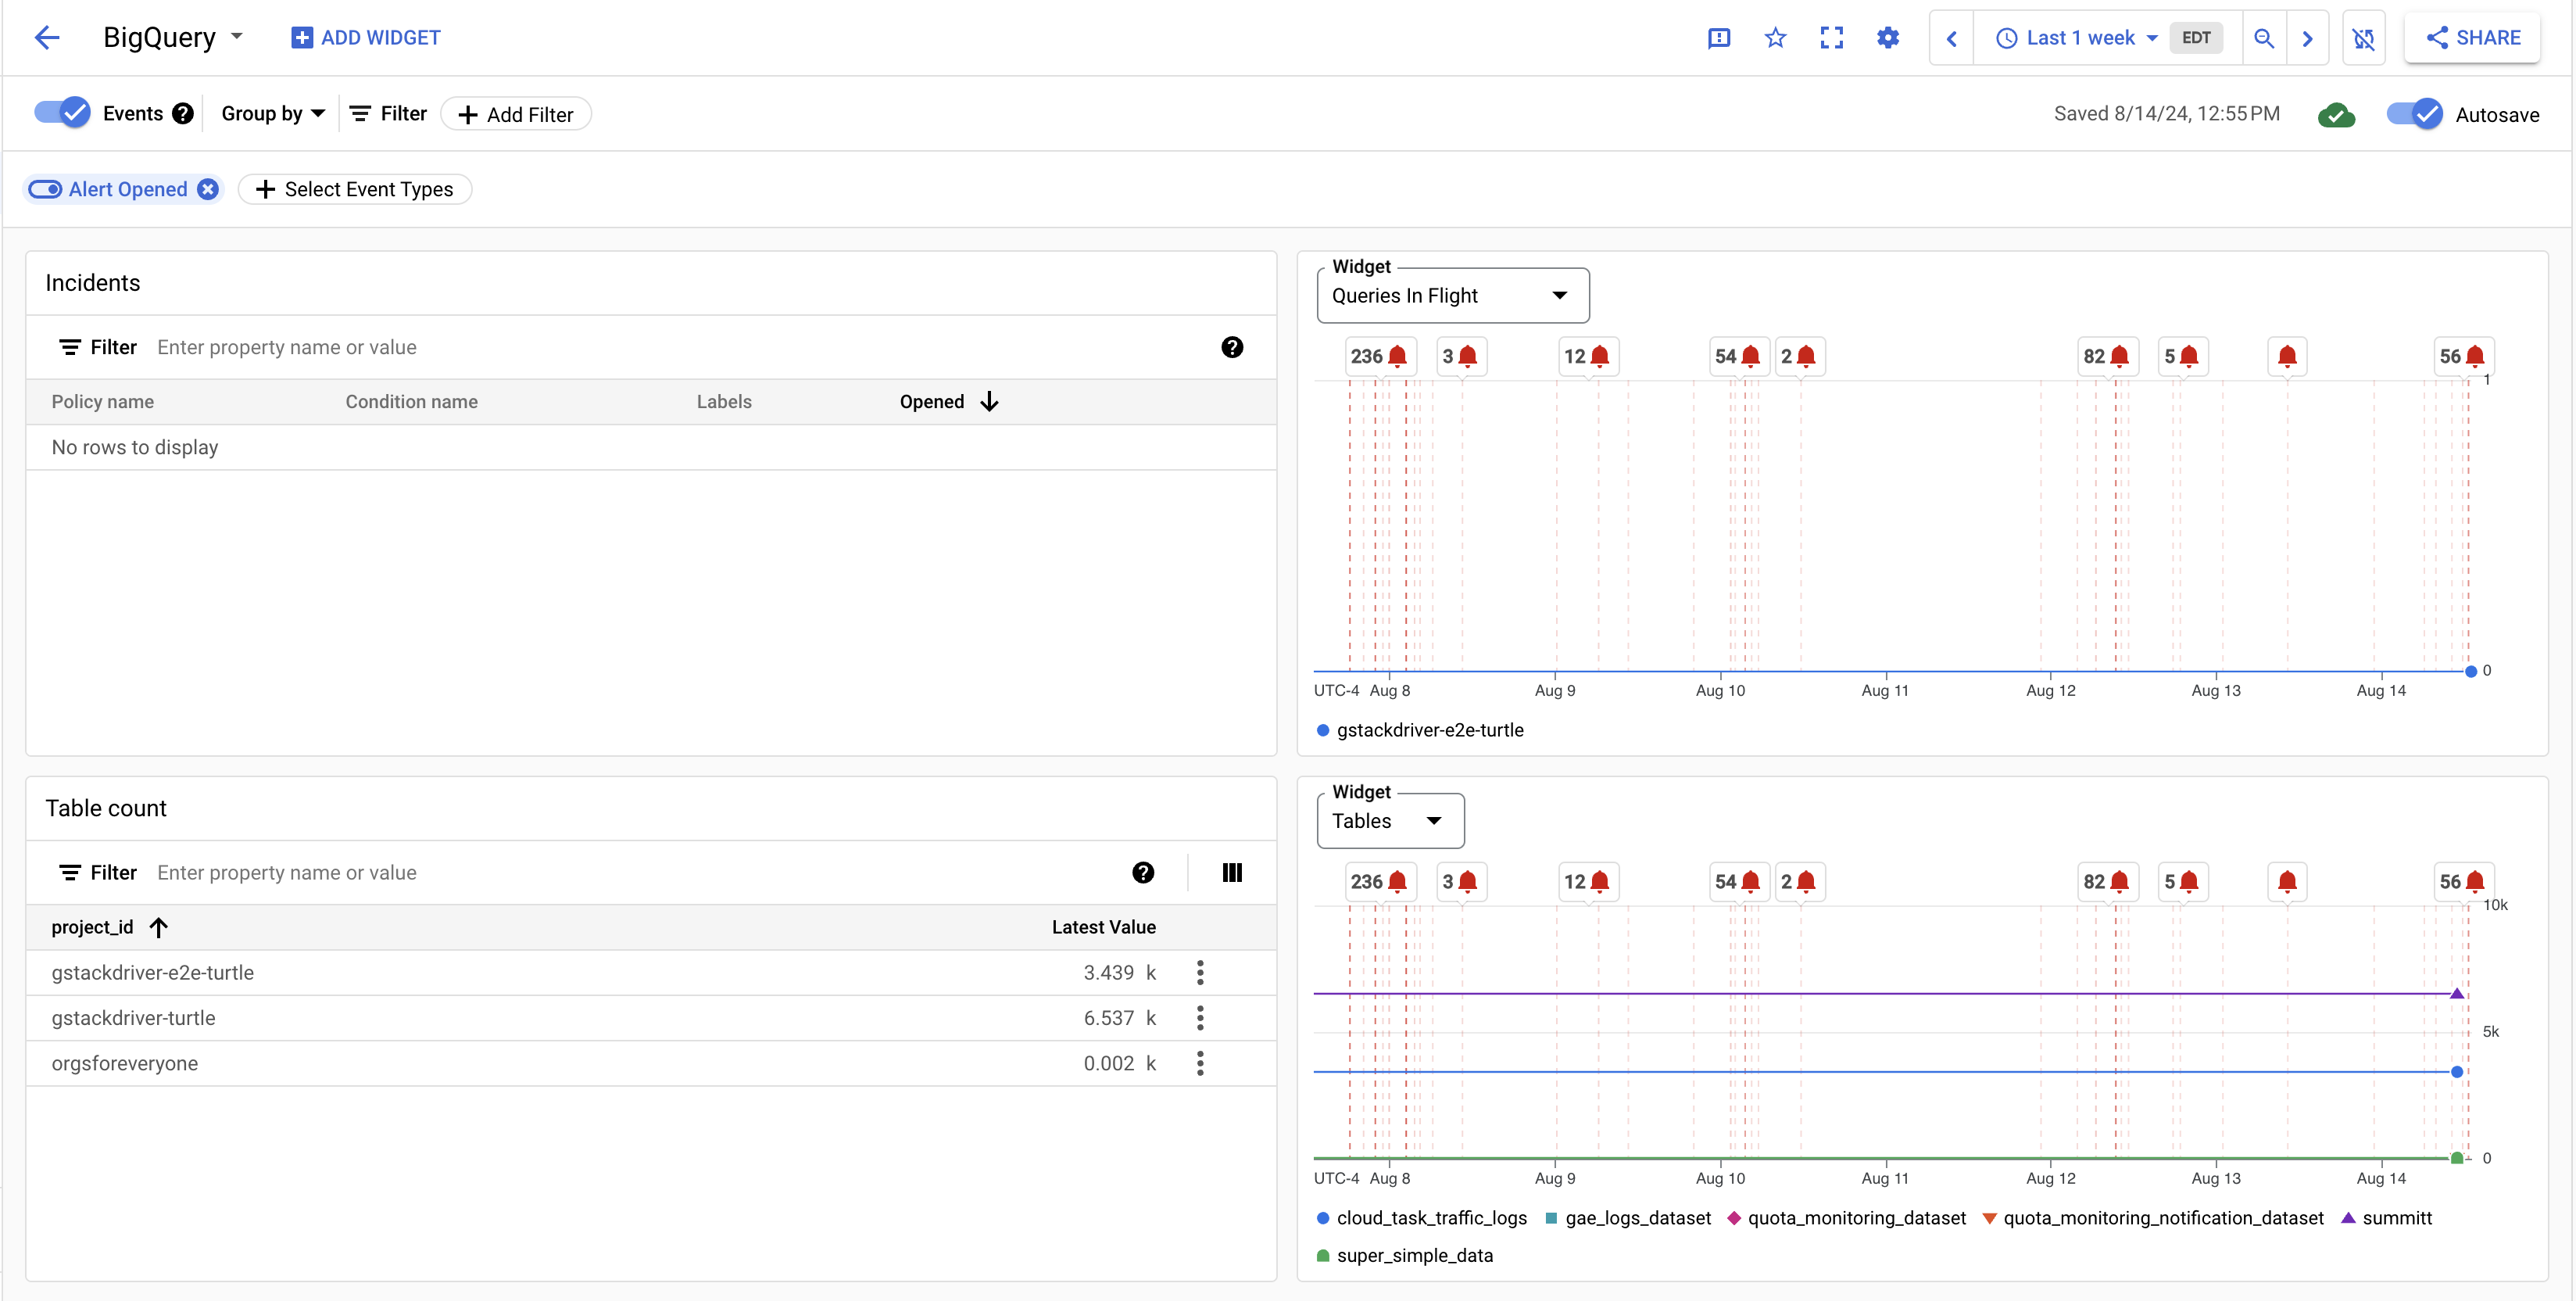 BigQuery ADD WIDGET Last 1 week EDT SHARE
Events Group by Filter Add Filter Saved 8/14/24, 12:55 PM Autosave
Alert Opened Select Event Types
Incidents
Filter Enter property name or value
Policy name Condition name Labels Opened
No rows to display
Widget
Queries In Flight
236 3 12 54 2 82 5 56
1
0
UTC-4 Aug 8 Aug 9 Aug 10 Aug 11 Aug 12 Aug 13 Aug 14
gstackdriver-e2e-turtle
Table count
Filter Enter property name or value
project_id Latest Value
gstackdriver-e2e-turtle 3.439 k
gstackdriver-turtle 6.537 k
orgsforeveryone 0.002 k
Widget
Tables
236 3 12 54 2 82 5 56
10k
5k
0
UTC-4 Aug 8 Aug 9 Aug 10 Aug 11 Aug 12 Aug 13 Aug 14
cloud_task_traffic_logs gae_logs_dataset quota_monitoring_dataset quota_monitoring_notification_dataset summitt
super_simple_data